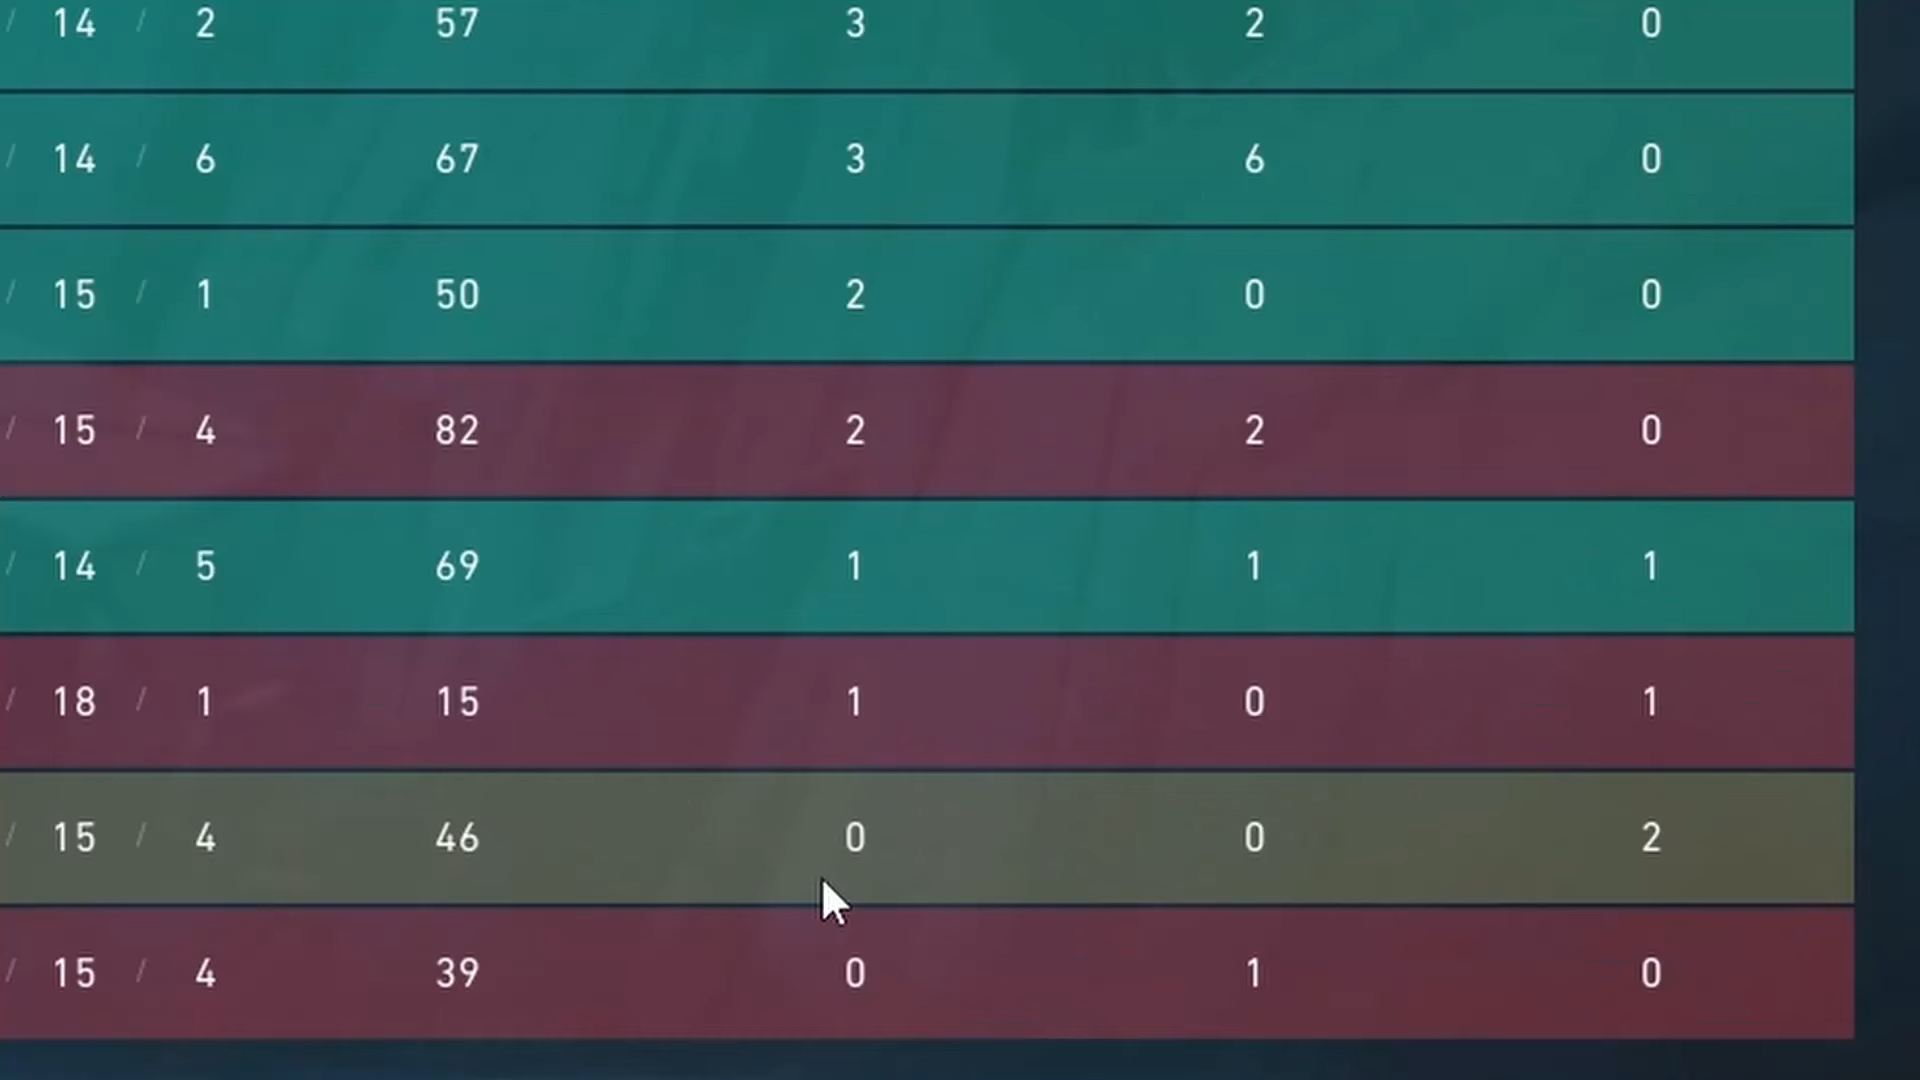 / 14 / 2 57 3 2 0
/ 14 / 6 67 3 6 0
/ 15 / 1 50 2 0 0
/ 15 / 4 82 2 2 0
/ 14 / 5 69 1 1 1
/ 18 / 1 15 1 0 1
/ 15 / 4 46 0 0 2
/ 15 / 4 39 0 1 0